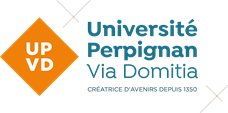 UP
VD
Université
Perpignan
Via Domitia
CRÉATRICE D'AVENIRS DEPUIS 1350